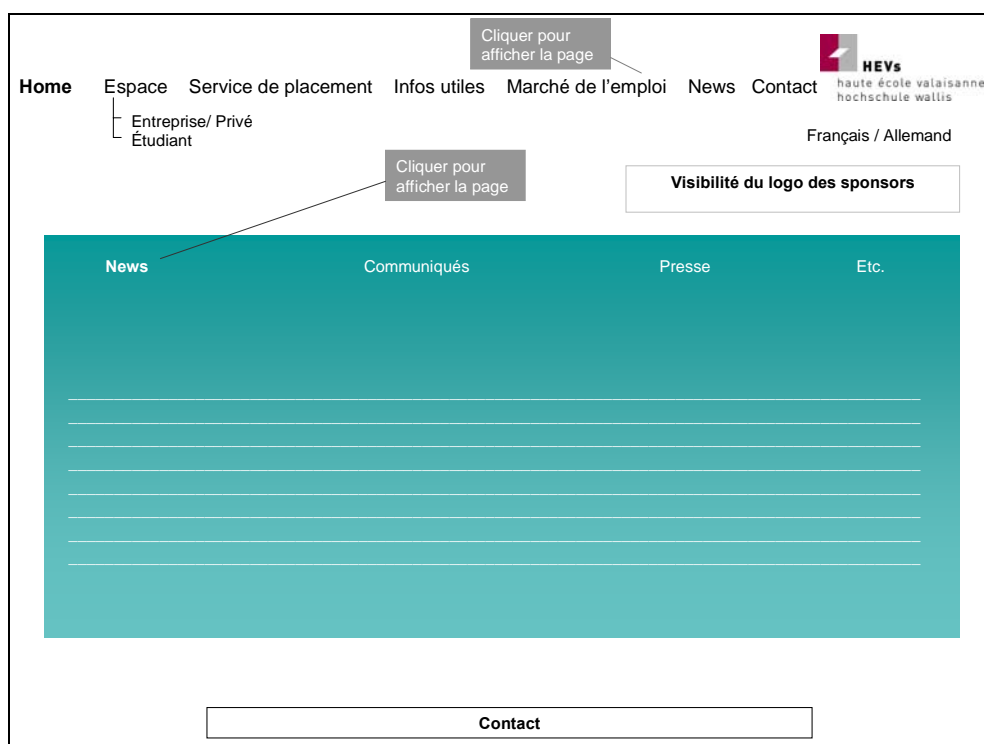 Cliquer pour
afficher la page
HEVs
haute école valaisanne
hochschule wallis
Home Espace Service de placement Infos utiles Marché de l'emploi News Contact
Entreprise/ Privé
Étudiant
Français / Allemand
Cliquer pour
afficher la page
Visibilité du logo des sponsors
News Communiqués Presse Etc.
Contact